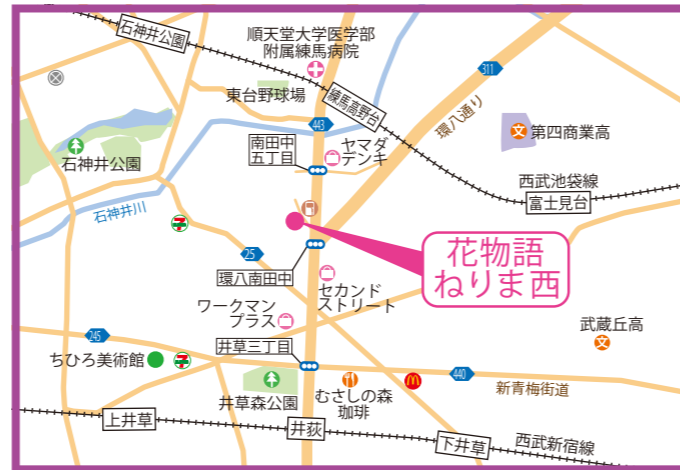 石神井公園
順天堂大学医学部
附属練馬病院
311
環八通り
東台野球場
練馬高野台
443
第四商業高
南田中
五丁目
ヤマダ
デンキ
石神井公園
西武池袋線
富士見台
石神井川
7
25
花物語
ねりま西
環八南田中
セカンド
ストリート
ワークマン
プラス
武蔵丘高
245
井草三丁目
ちひろ美術館
7
440
新青梅街道
井草森公園
むさしの森
珈琲
上井草
井荻
下井草
西武新宿線